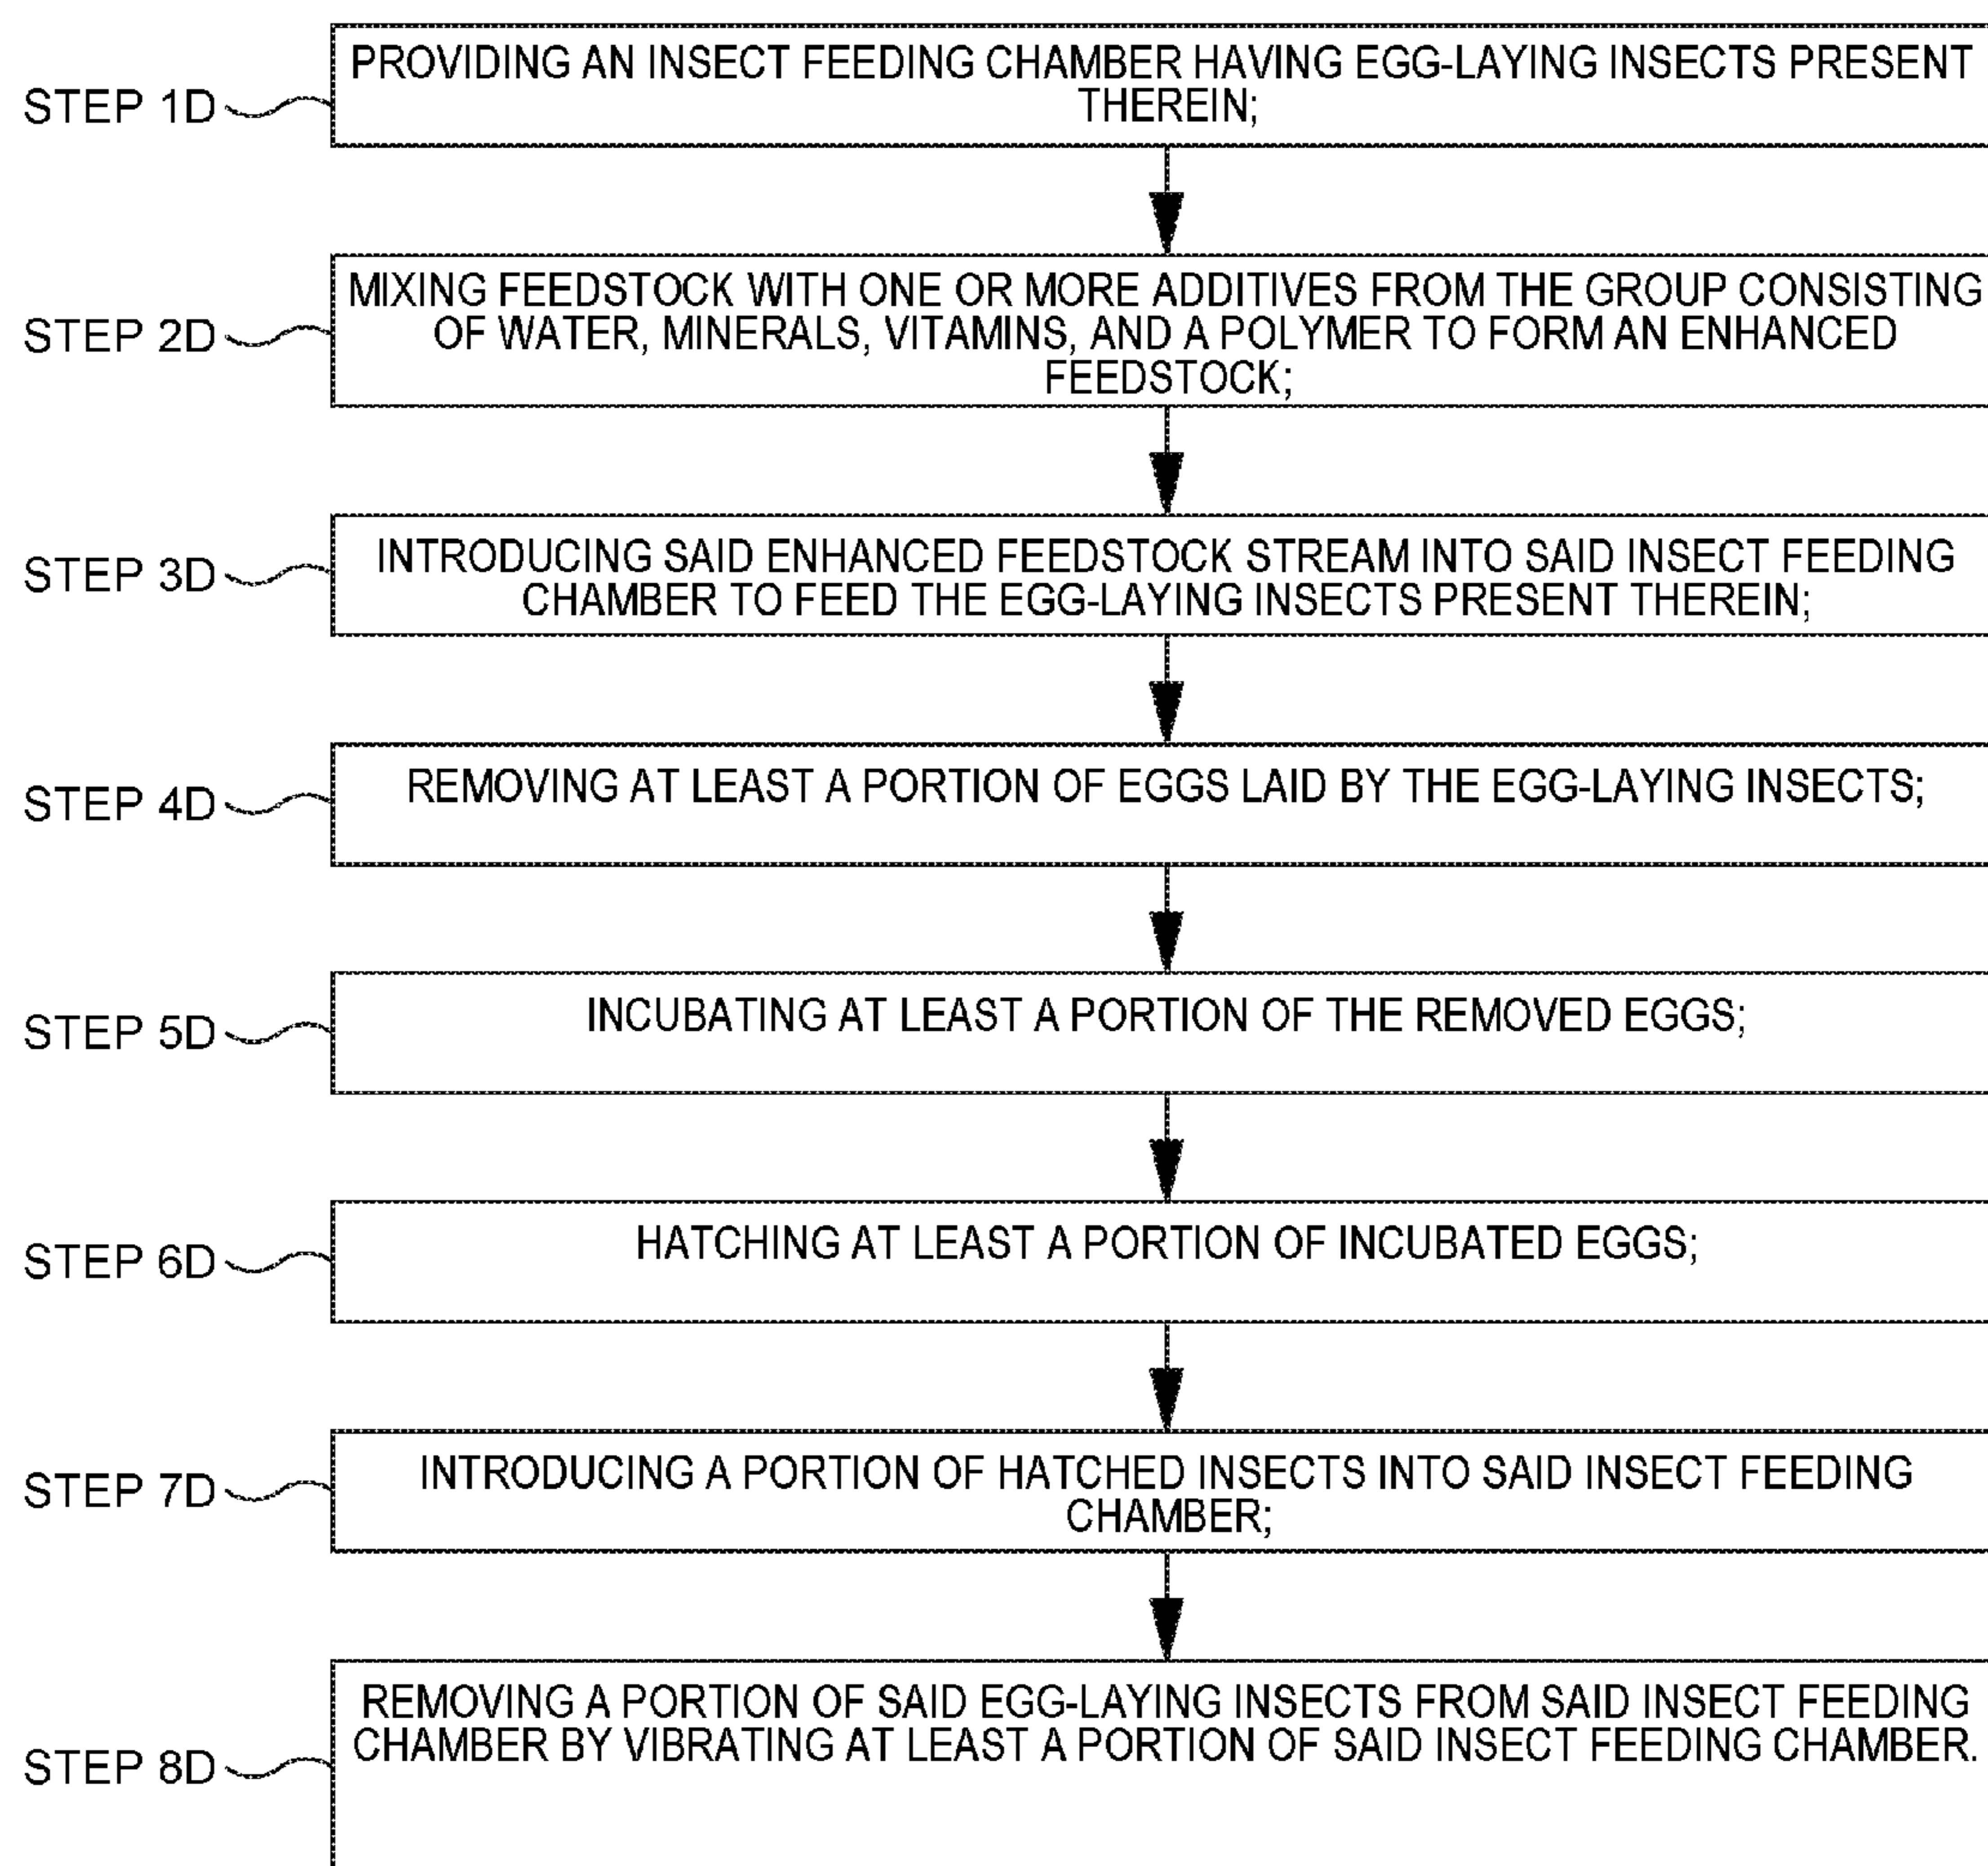 PROVIDING AN INSECT FEEDING CHAMBER HAVING EGG-LAYING INSECTS PRESENT
STEP 1D
THEREIN;
MIXING FEEDSTOCK WITH ONE OR MORE ADDITIVES FROM THE GROUP CONSISTING
STEP 2D
OF WATER, MINERALS, VITAMINS, AND A POLYMER TO FORM AN ENHANCED
FEEDSTOCK;
STEP 3D
INTRODUCING SAID ENHANCED FEEDSTOCK STREAM INTO SAID INSECT FEEDING
CHAMBER TO FEED THE EGG-LAYING INSECTS PRESENT THEREIN;
STEP 4D
REMOVING AT LEAST A PORTION OF EGGS LAID BY THE EGG-LAYING INSECTS;
STEP 5D
INCUBATING AT LEAST A PORTION OF THE REMOVED EGGS;
STEP 6D
HATCHING AT LEAST A PORTION OF INCUBATED EGGS;
STEP 7D
INTRODUCING A PORTION OF HATCHED INSECTS INTO SAID INSECT FEEDING
CHAMBER;
STEP 8D
REMOVING A PORTION OF SAID EGG-LAYING INSECTS FROM SAID INSECT FEEDING
CHAMBER BY VIBRATING AT LEAST A PORTION OF SAID INSECT FEEDING CHAMBER.